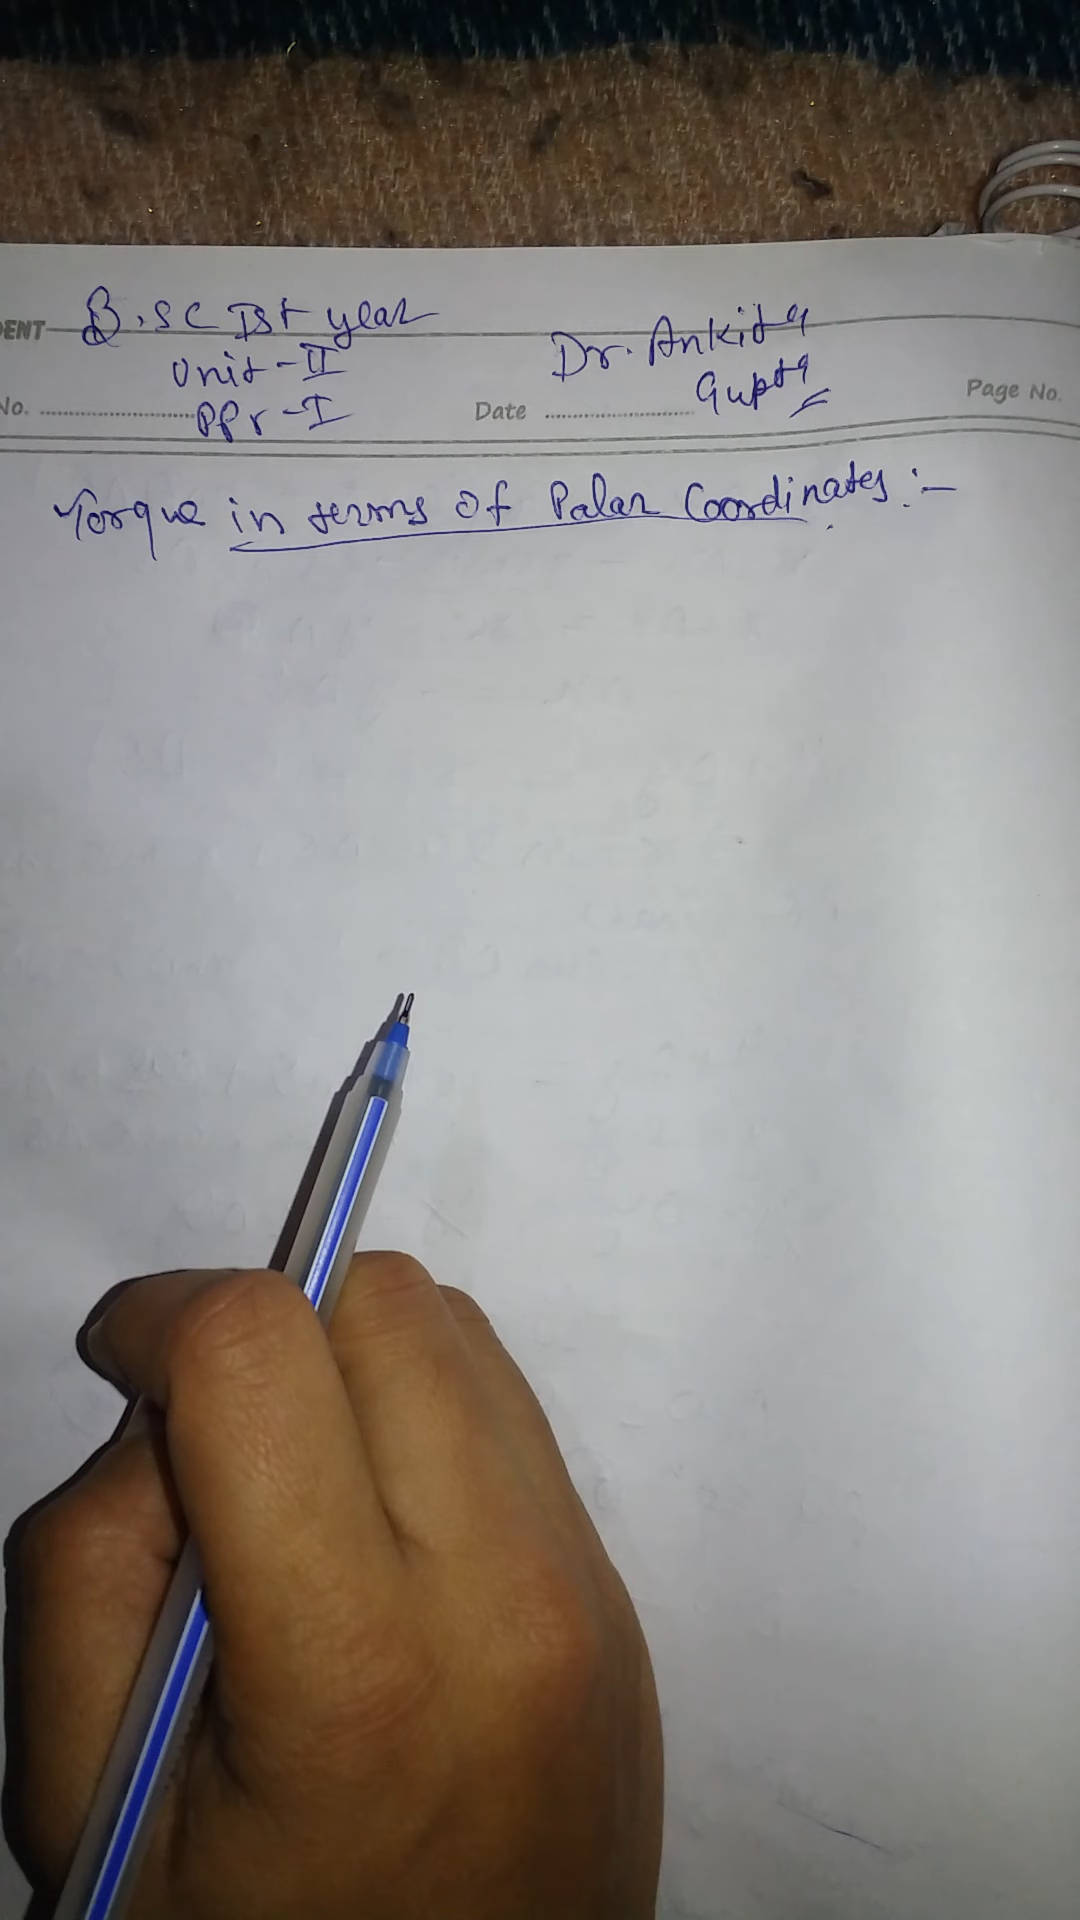 B.SC Ist year
DENT
Unit-II
Dr. Ankita
Gupta
No.
PPr-I
Date
Page No.
Torque in terms of Palar Coordinates :-